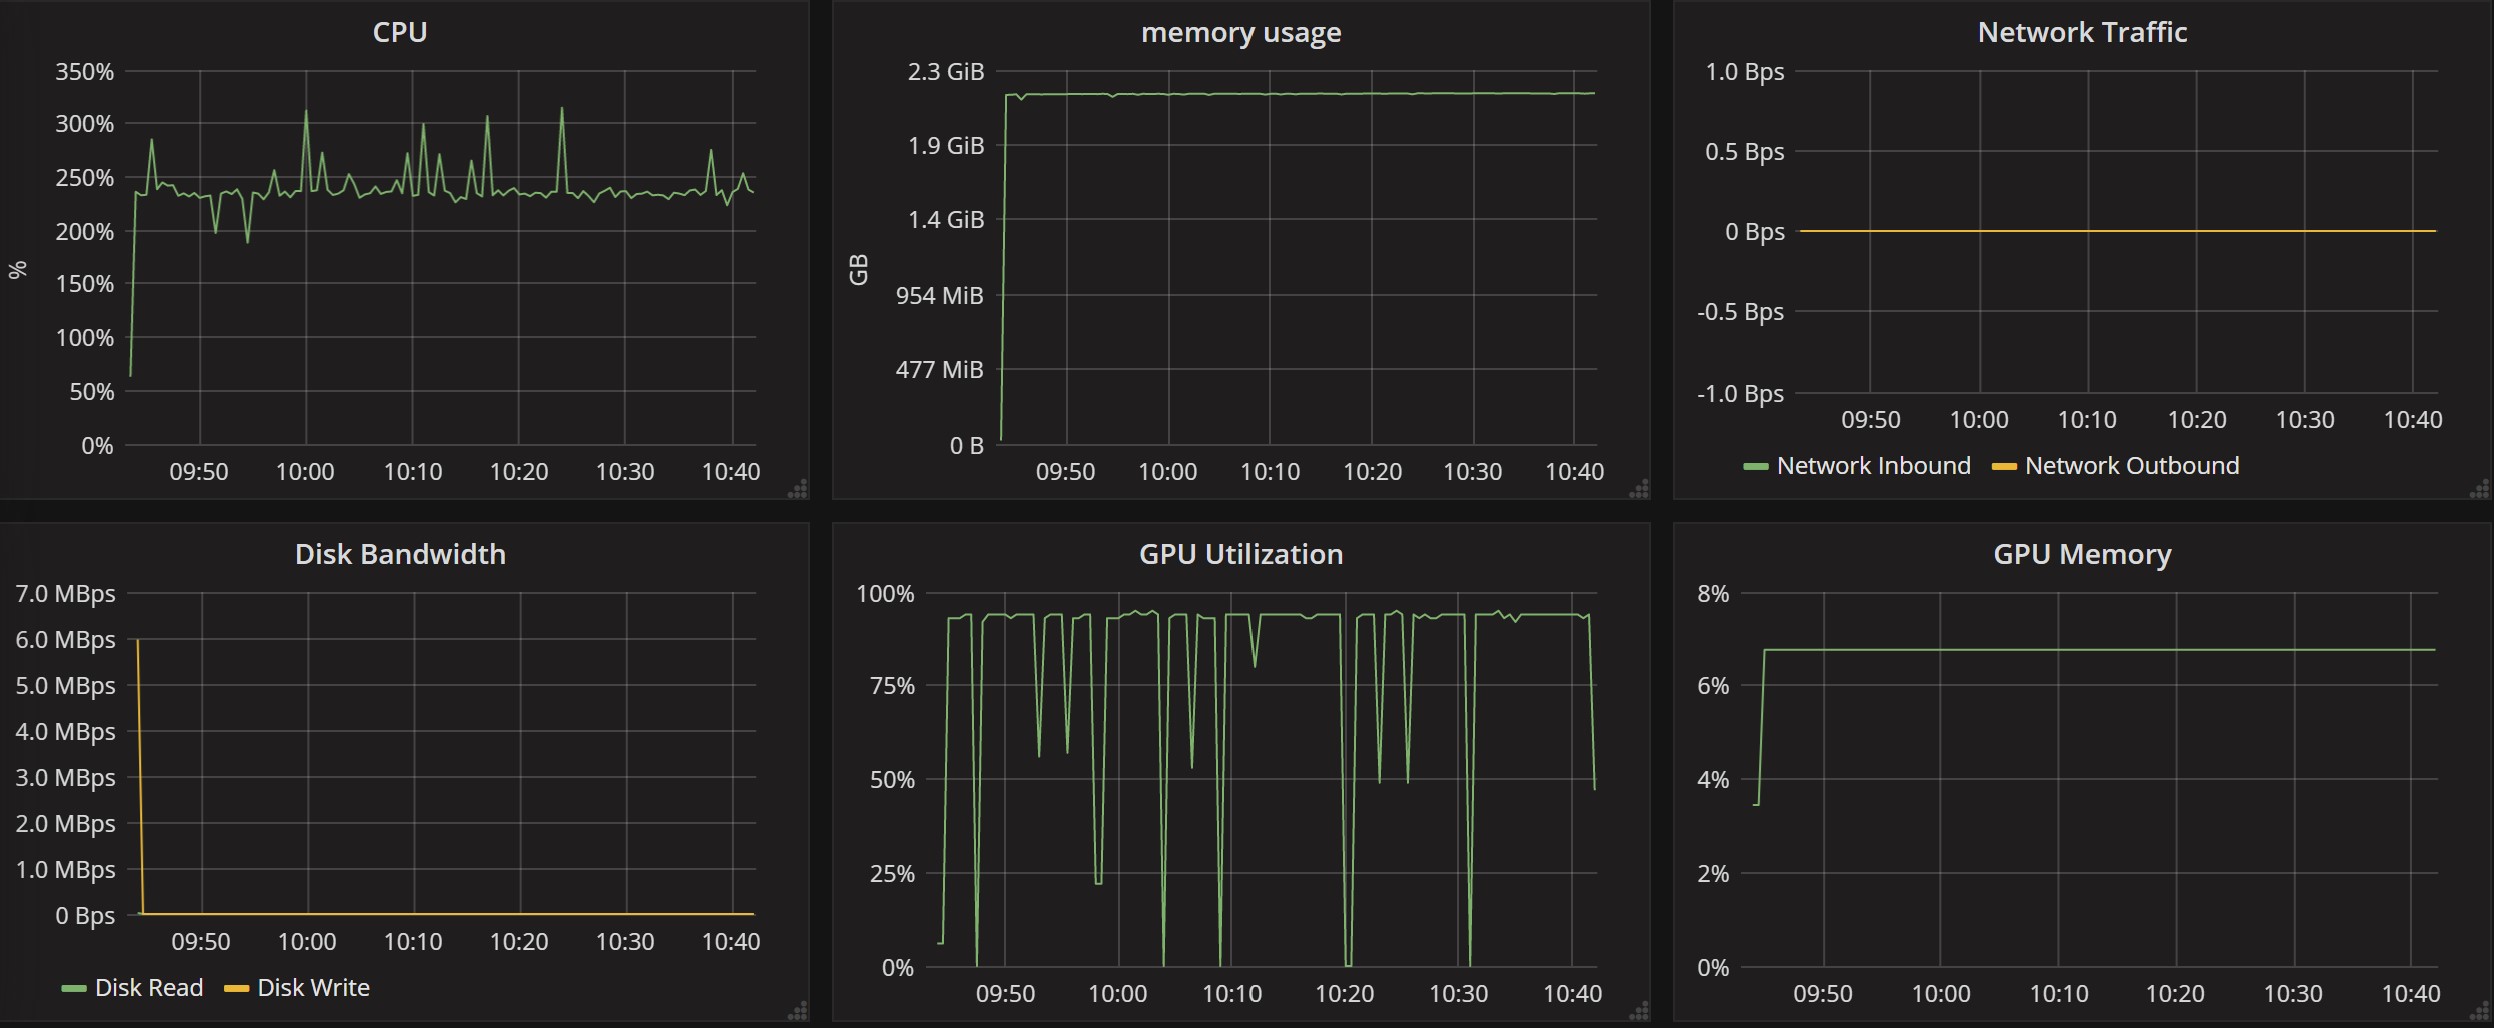 CPU
350%
300%
250%
200%
150%
100%
50%
0%
%
09:50 10:00 10:10 10:20 10:30 10:40
memory usage
2.3 GiB
1.9 GiB
1.4 GiB
954 MiB
477 MiB
0 B
GB
09:50 10:00 10:10 10:20 10:30 10:40
Network Traffic
1.0 Bps
0.5 Bps
0 Bps
-0.5 Bps
-1.0 Bps
09:50 10:00 10:10 10:20 10:30 10:40
Network Inbound Network Outbound
Disk Bandwidth
7.0 MBps
6.0 MBps
5.0 MBps
4.0 MBps
3.0 MBps
2.0 MBps
1.0 MBps
0 Bps
09:50 10:00 10:10 10:20 10:30 10:40
Disk Read Disk Write
GPU Utilization
100%
75%
50%
25%
0%
09:50 10:00 10:10 10:20 10:30 10:40
GPU Memory
8%
6%
4%
2%
0%
09:50 10:00 10:10 10:20 10:30 10:40